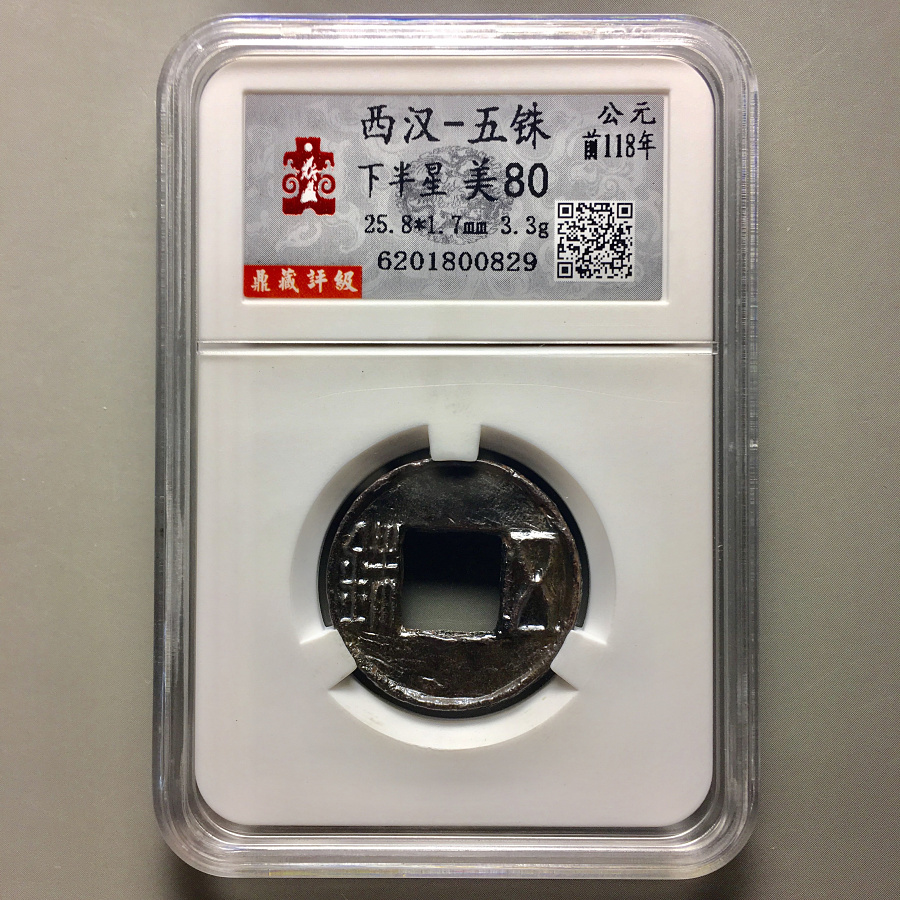 西汉-五铢
公元
前118年
下半星 美80
25.8*1.7mm 3.3g
6201800829
鼎藏評級
五銖